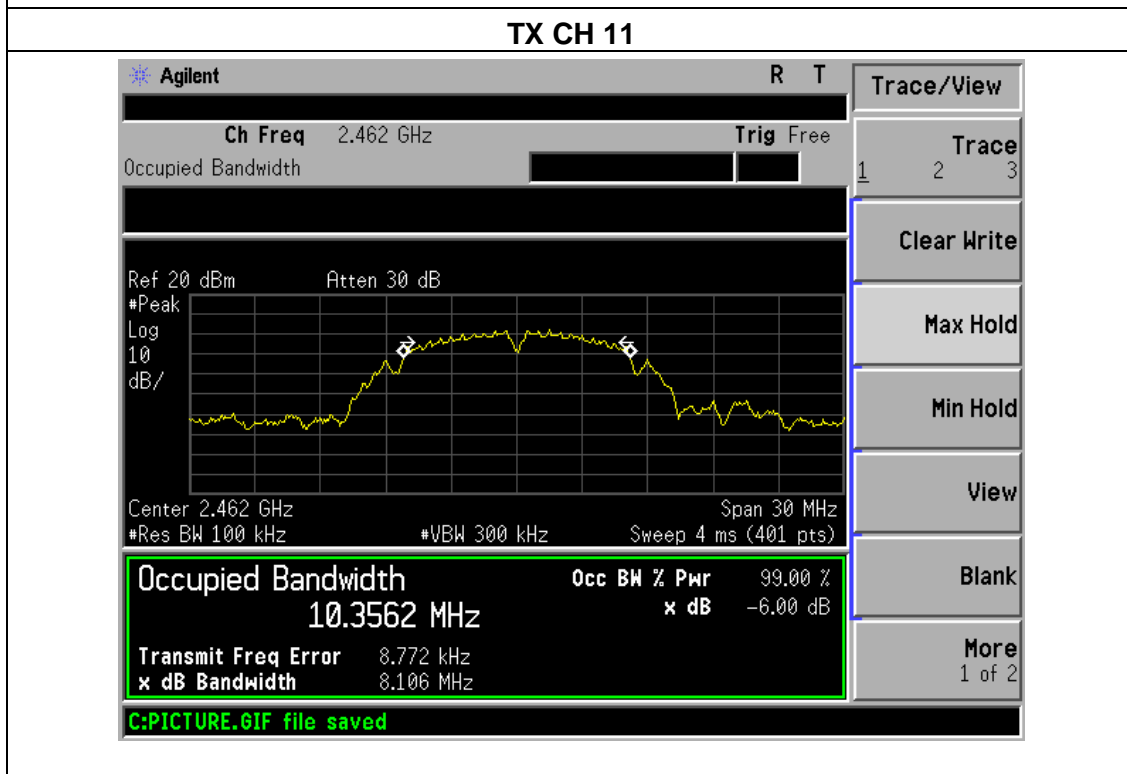 TX CH 11
Agilent R T
Trace/View
Ch Freq 2.462 GHz Trig Free
Occupied Bandwidth
Trace
1 2 3
Clear Write
Ref 20 dBm Atten 30 dB
#Peak
Log
10
dB/
Max Hold
Min Hold
View
Center 2.462 GHz Span 30 MHz
#Res BW 100 kHz #VBW 300 kHz Sweep 4 ms (401 pts)
Occupied Bandwidth Occ BW % Pwr 99.00 %
10.3562 MHz x dB -6.00 dB
Blank
Transmit Freq Error 8.772 kHz
x dB Bandwidth 8.106 MHz
More
1 of 2
C:PICTURE.GIF file saved